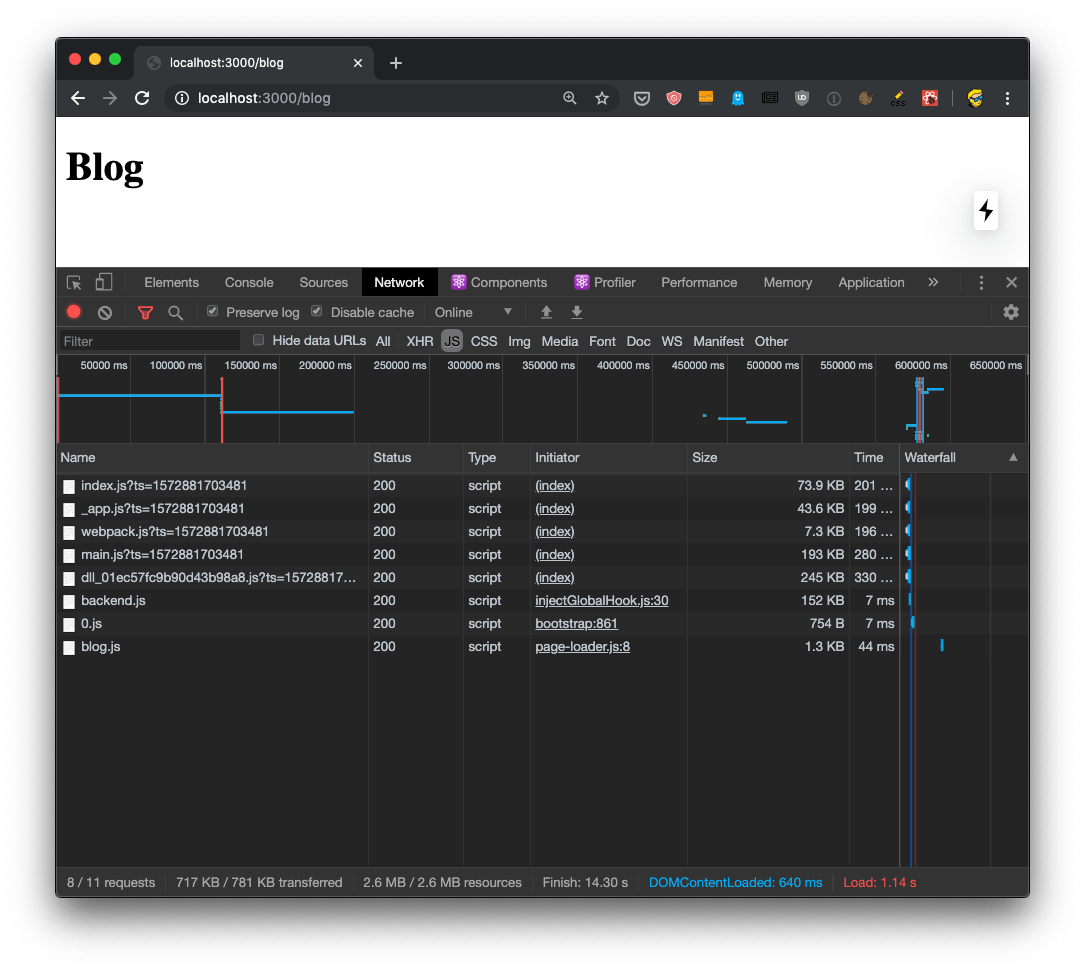 localhost:3000/blog
localhost:3000/blog
Blog
Elements Console Sources Network Components Profiler Performance Memory Application »
Preserve log Disable cache Online
Filter Hide data URLs All XHR JS CSS Img Media Font Doc WS Manifest Other
50000 ms 100000 ms 150000 ms 200000 ms 250000 ms 300000 ms 350000 ms 400000 ms 450000 ms 500000 ms 550000 ms 600000 ms 650000 ms
Name Status Type Initiator Size Time Waterfall
index.js?ts=1572881703481 200 script (index) 73.9 KB 201 ...
_app.js?ts=1572881703481 200 script (index) 43.6 KB 199 ...
webpack.js?ts=1572881703481 200 script (index) 7.3 KB 196 ...
main.js?ts=1572881703481 200 script (index) 193 KB 280 ...
dll_01ec57fc9b90d43b98a8.js?ts=15728817... 200 script (index) 245 KB 330 ...
backend.js 200 script injectGlobalHook.js:30 152 KB 7 ms
0.js 200 script bootstrap:861 754 B 7 ms
blog.js 200 script page-loader.js:8 1.3 KB 44 ms
8 / 11 requests 717 KB / 781 KB transferred 2.6 MB / 2.6 MB resources Finish: 14.30 s DOMContentLoaded: 640 ms Load: 1.14 s